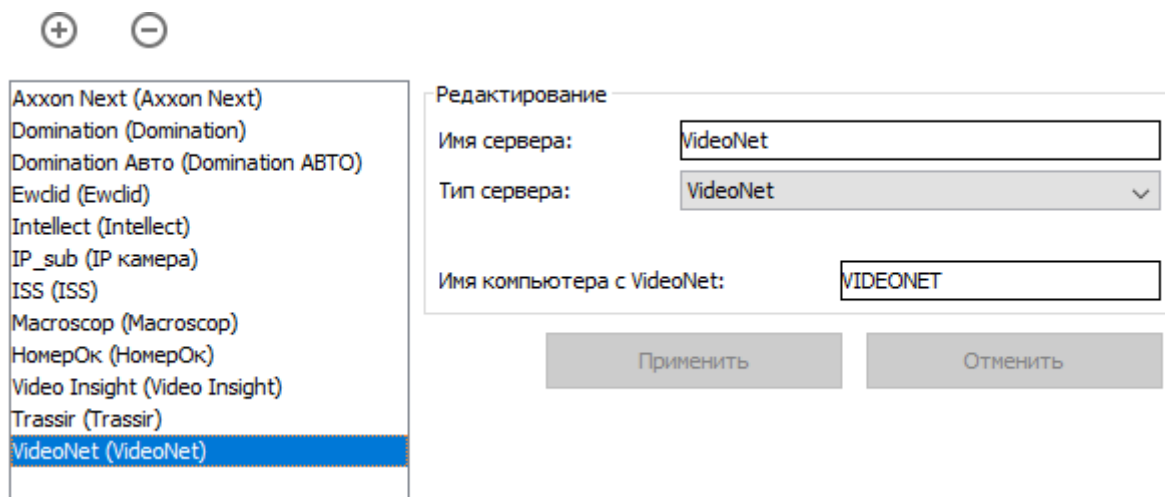 Axxon Next (Axxon Next)
Domination (Domination)
Domination Авто (Domination АВТО)
Ewclid (Ewclid)
Intellect (Intellect)
IP_sub (IP камера)
ISS (ISS)
Macroscop (Macroscop)
НомерОк (НомерОк)
Video Insight (Video Insight)
Trassir (Trassir)
VideoNet (VideoNet)
Редактирование
Имя сервера: VideoNet
Тип сервера: VideoNet
Имя компьютера с VideoNet: VIDEONET
Применить Отменить